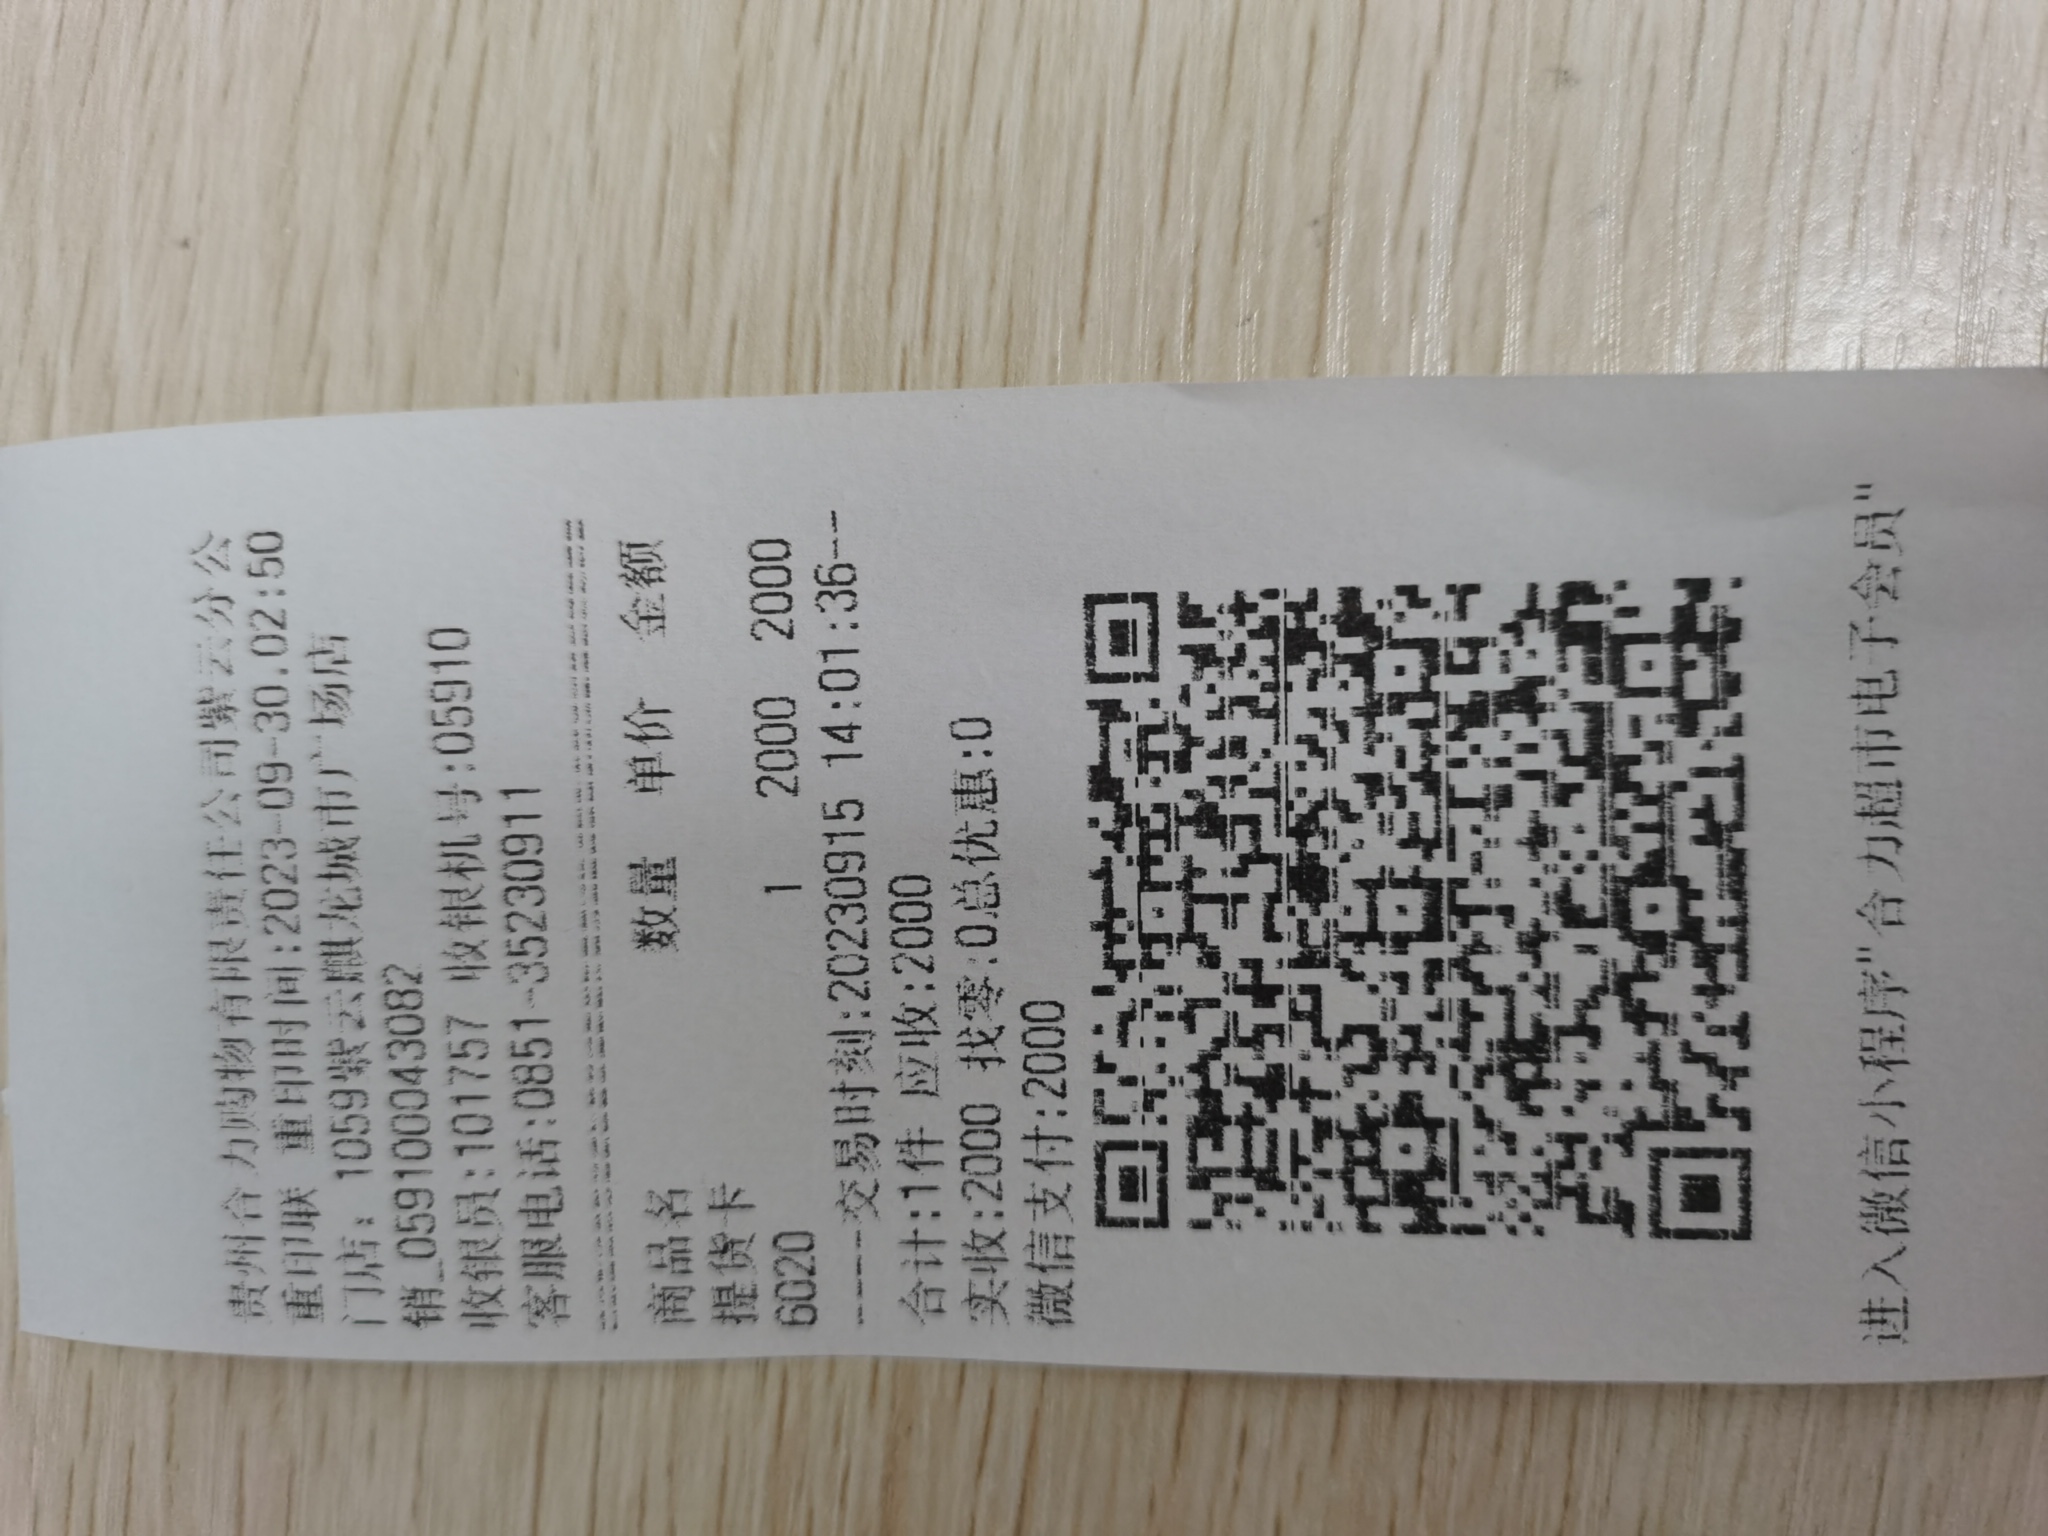 贵州合力购物有限责任公司紫云分公
重印联 重印时间:2023-09-30.02:50
门店: 1059紫云麒龙城市广场店
销_059100043082
收银员:101757 收银机号:05910
客服电话:0851-35230911
================================
商品名 数量 单价 金额
提货卡
6020 1 2000 2000
----交易时刻:20230915 14:01:36--
合计:1件 应收:2000
实收:2000 找零:0总优惠:0
微信支付:2000
进入微信小程序"合力超市电子会员"